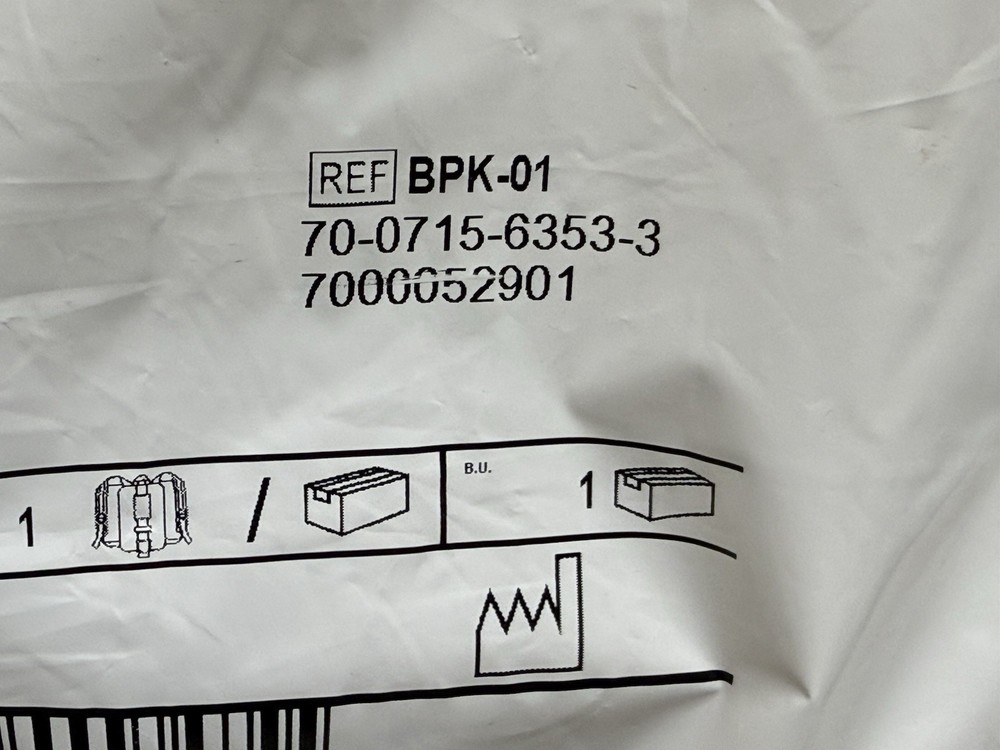 REF BPK-01
70-0715-6353-3
7000052901
1 / B.U. 1